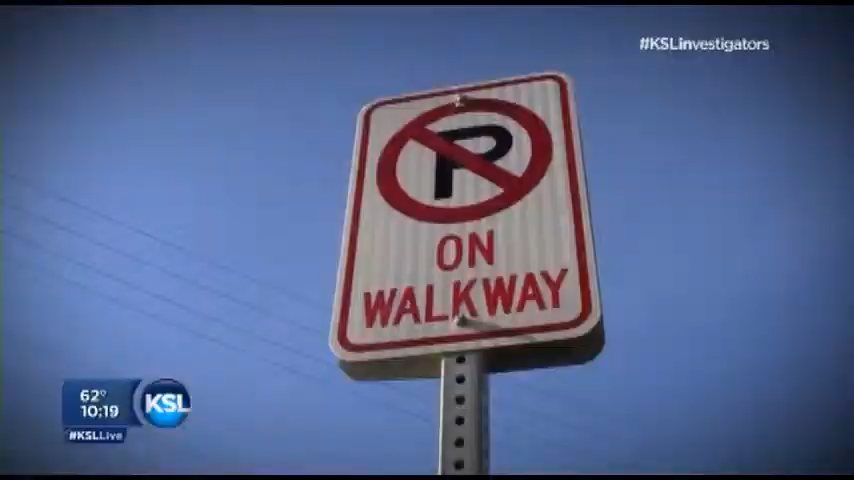 #KSLinvestigators
P
ON
WALKWAY
62°
10:19
KSL
#KSLLive